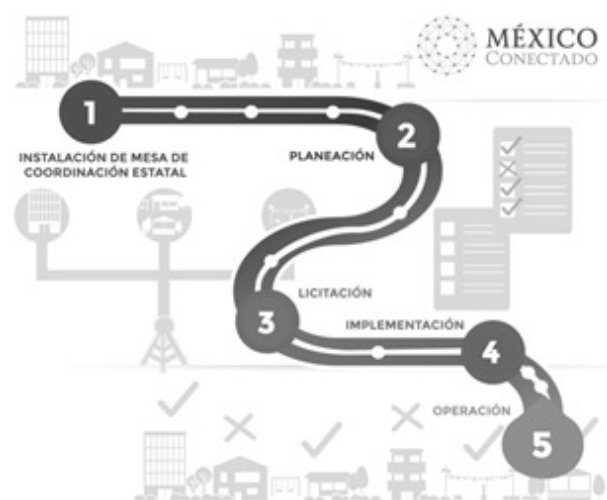 MÉXICO
CONECTADO
1
2
INSTALACIÓN DE MESA DE
COORDINACIÓN ESTATAL
PLANEACIÓN
LICITACIÓN
3
IMPLEMENTACIÓN
4
OPERACIÓN
5